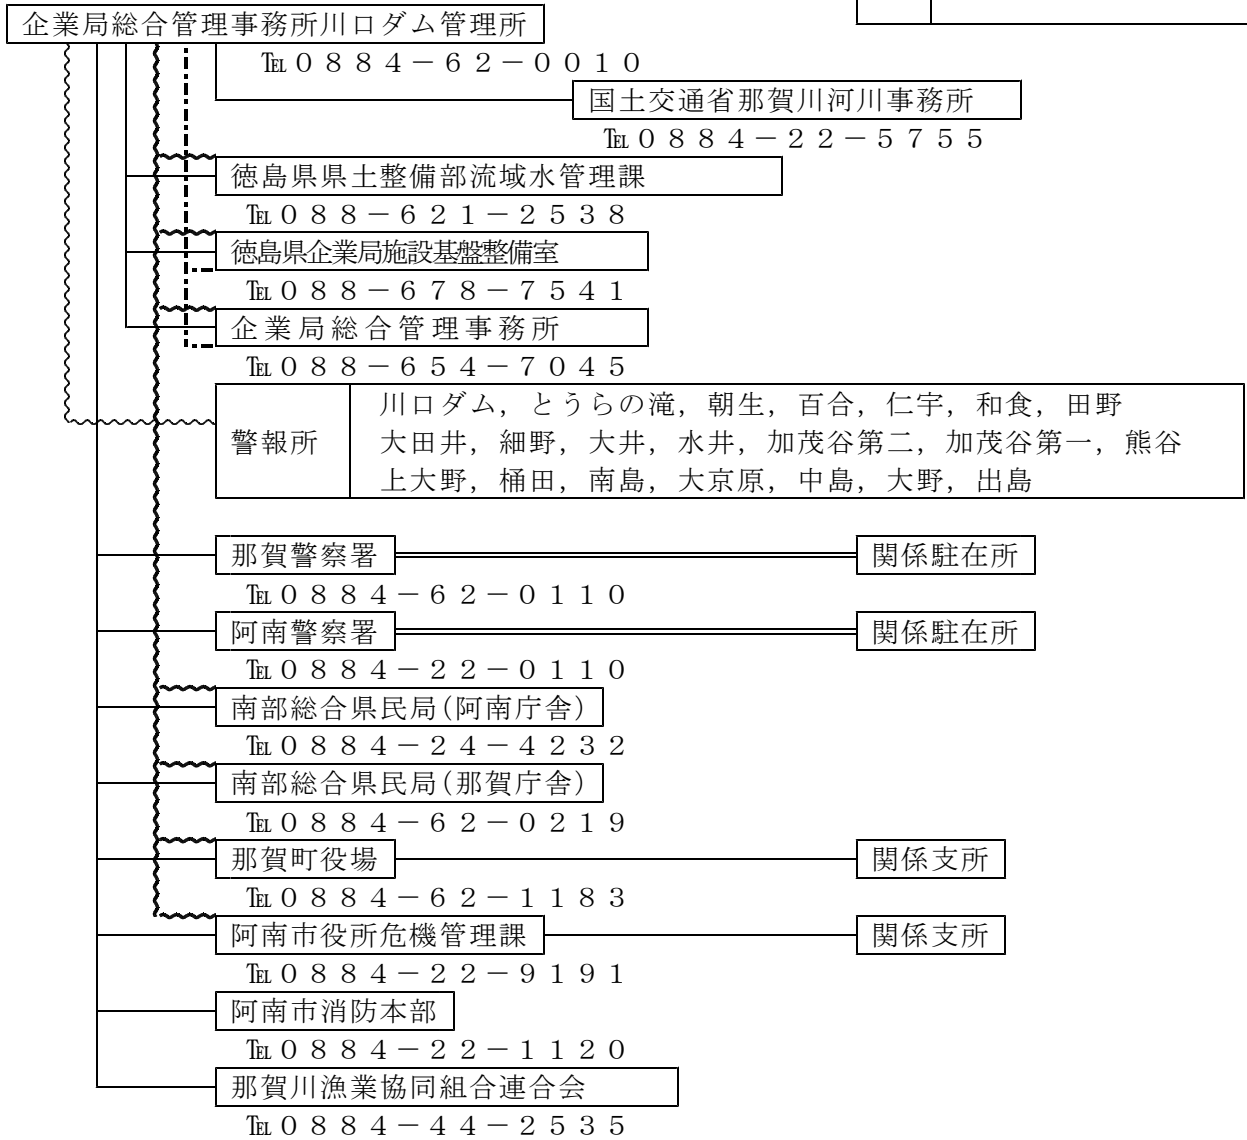 企業局総合管理事務所川口ダム管理所
℡０８８４－６２－００１０
国土交通省那賀川河川事務所
℡０８８４－２２－５７５５
徳島県県土整備部流域水管理課
℡０８８－６２１－２５３８
徳島県企業局施設基盤整備室
℡０８８－６７８－７５４１
企業局総合管理事務所
℡０８８－６５４－７０４５
川口ダム，とうらの滝，朝生，百合，仁宇，和食，田野
警報所 大田井，細野，大井，水井，加茂谷第二，加茂谷第一，熊谷
上大野，桶田，南島，大京原，中島，大野，出島
那賀警察署 関係駐在所
℡０８８４－６２－０１１０
阿南警察署 関係駐在所
℡０８８４－２２－０１１０
南部総合県民局(阿南庁舎)
℡０８８４－２４－４２３２
南部総合県民局(那賀庁舎)
℡０８８４－６２－０２１９
那賀町役場 関係支所
℡０８８４－６２－１１８３
阿南市役所危機管理課 関係支所
℡０８８４－２２－９１９１
阿南市消防本部
℡０８８４－２２－１１２０
那賀川漁業協同組合連合会
℡０８８４－４４－２５３５